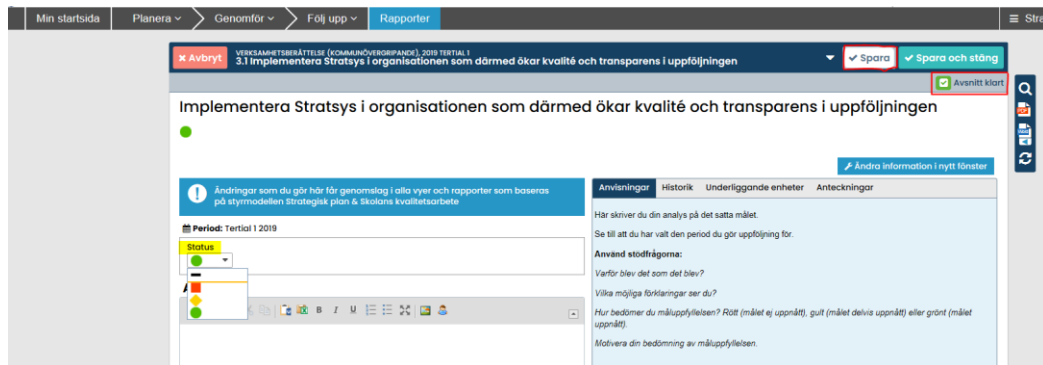 Min startsida Planera Genomför Följ upp Rapporter ≡ Stra
✖ Avbryt VERKSAMHETSBERÄTTELSE (KOMMUNÖVERGRIPANDE), 2019 TERTIAL 1
3.1 Implementera Stratsys i organisationen som därmed ökar kvalité och transparens i uppföljningen ✔ Spara ✔ Spara och stäng
Avsnitt klart
Implementera Stratsys i organisationen som därmed ökar kvalité och transparens i uppföljningen
Ändra information i nytt fönster
Ändringar som du gör här får genomslag i alla vyer och rapporter som baseras
på styrmodellen Strategisk plan & Skolans kvalitetsarbete
Period: Tertial 1 2019
Status
B I U
Anvisningar Historik Underliggande enheter Anteckningar
Här skriver du din analys på det satta målet.
Se till att du har valt den period du gör uppföljning för.
Använd stödfrågorna:
Varför blev det som det blev?
Vilka möjliga förklaringar ser du?
Hur bedömer du måluppfyllelsen? Rött (målet ej uppnått), gult (målet delvis uppnått) eller grönt (målet
uppnått).
Motivera din bedömning av måluppfyllelsen.